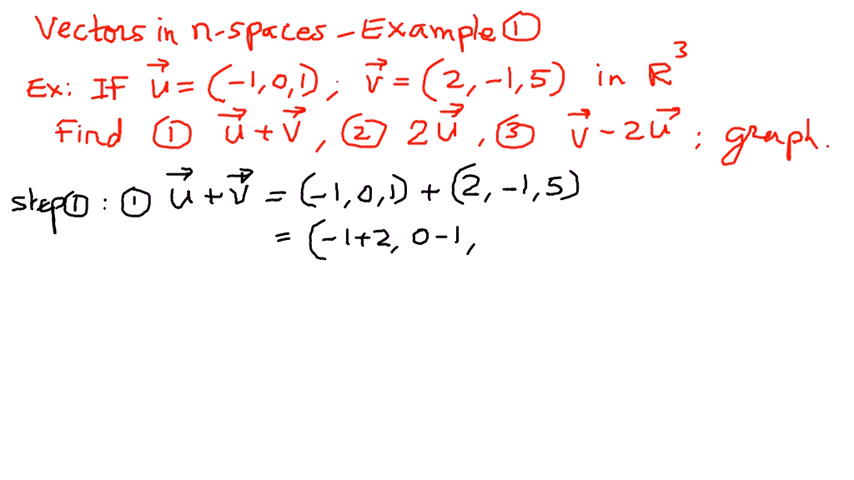 Vectors in n-spaces - Example ①
Ex: IF u⃗ = (-1,0,1); v⃗ = (2,-1,5) in R³
Find ① u⃗ + v⃗, ② 2u⃗, ③ v⃗ - 2u⃗; graph.
step①: ① u⃗ + v⃗ = (-1,0,1) + (2,-1,5)
= (-1+2, 0-1,